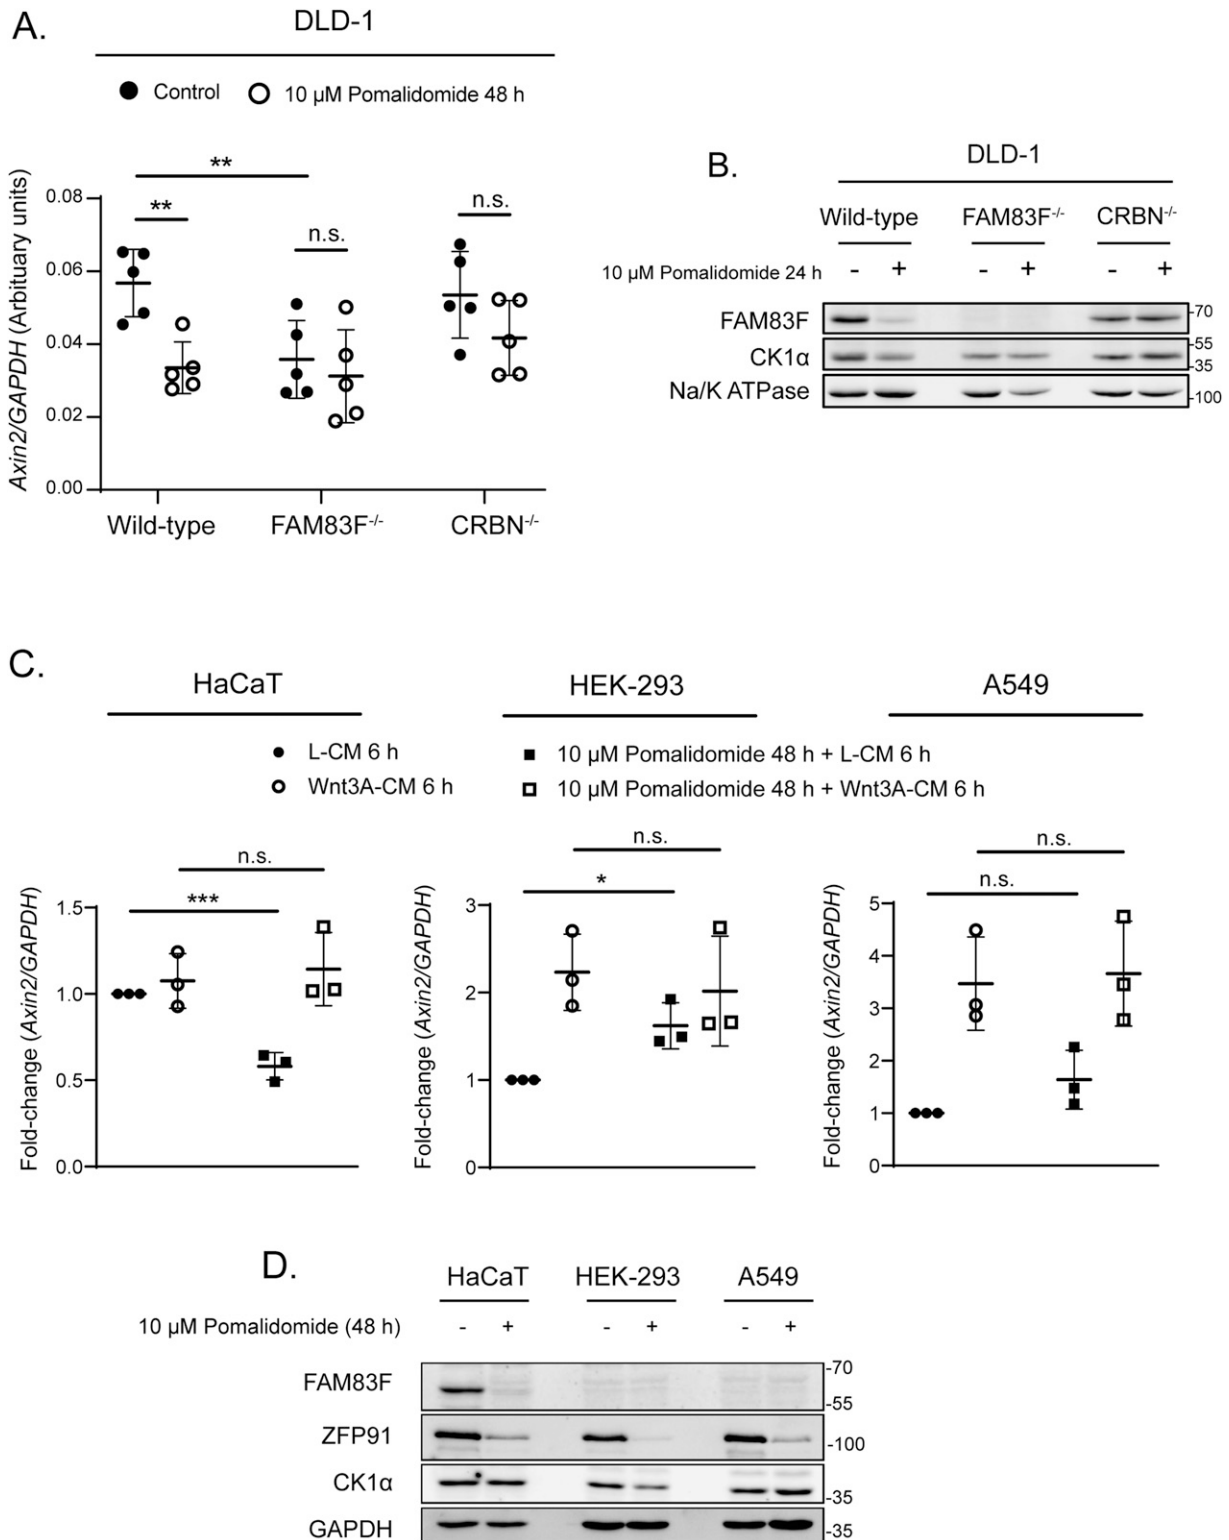 A.
DLD-1
Control 10 μM Pomalidomide 48 h
Axin2/GAPDH (Arbituary units)
**
**
n.s.
n.s.
0.08
0.06
0.04
0.02
0.00
Wild-type FAM83F-/- CRBN-/-
B.
DLD-1
Wild-type FAM83F-/- CRBN-/-
10 μM Pomalidomide 24 h - + - + - +
FAM83F -70
CK1α -55
-35
Na/K ATPase -100
C.
HaCaT HEK-293 A549
L-CM 6 h 10 μM Pomalidomide 48 h + L-CM 6 h
Wnt3A-CM 6 h 10 μM Pomalidomide 48 h + Wnt3A-CM 6 h
Fold-change (Axin2/GAPDH)
n.s.
***
1.5
1.0
0.5
0.0
Fold-change (Axin2/GAPDH)
n.s.
*
3
2
1
0
Fold-change (Axin2/GAPDH)
n.s.
n.s.
5
4
3
2
1
0
D.
HaCaT HEK-293 A549
10 μM Pomalidomide (48 h) - + - + - +
FAM83F -70
-55
ZFP91 -100
CK1α -35
GAPDH -35